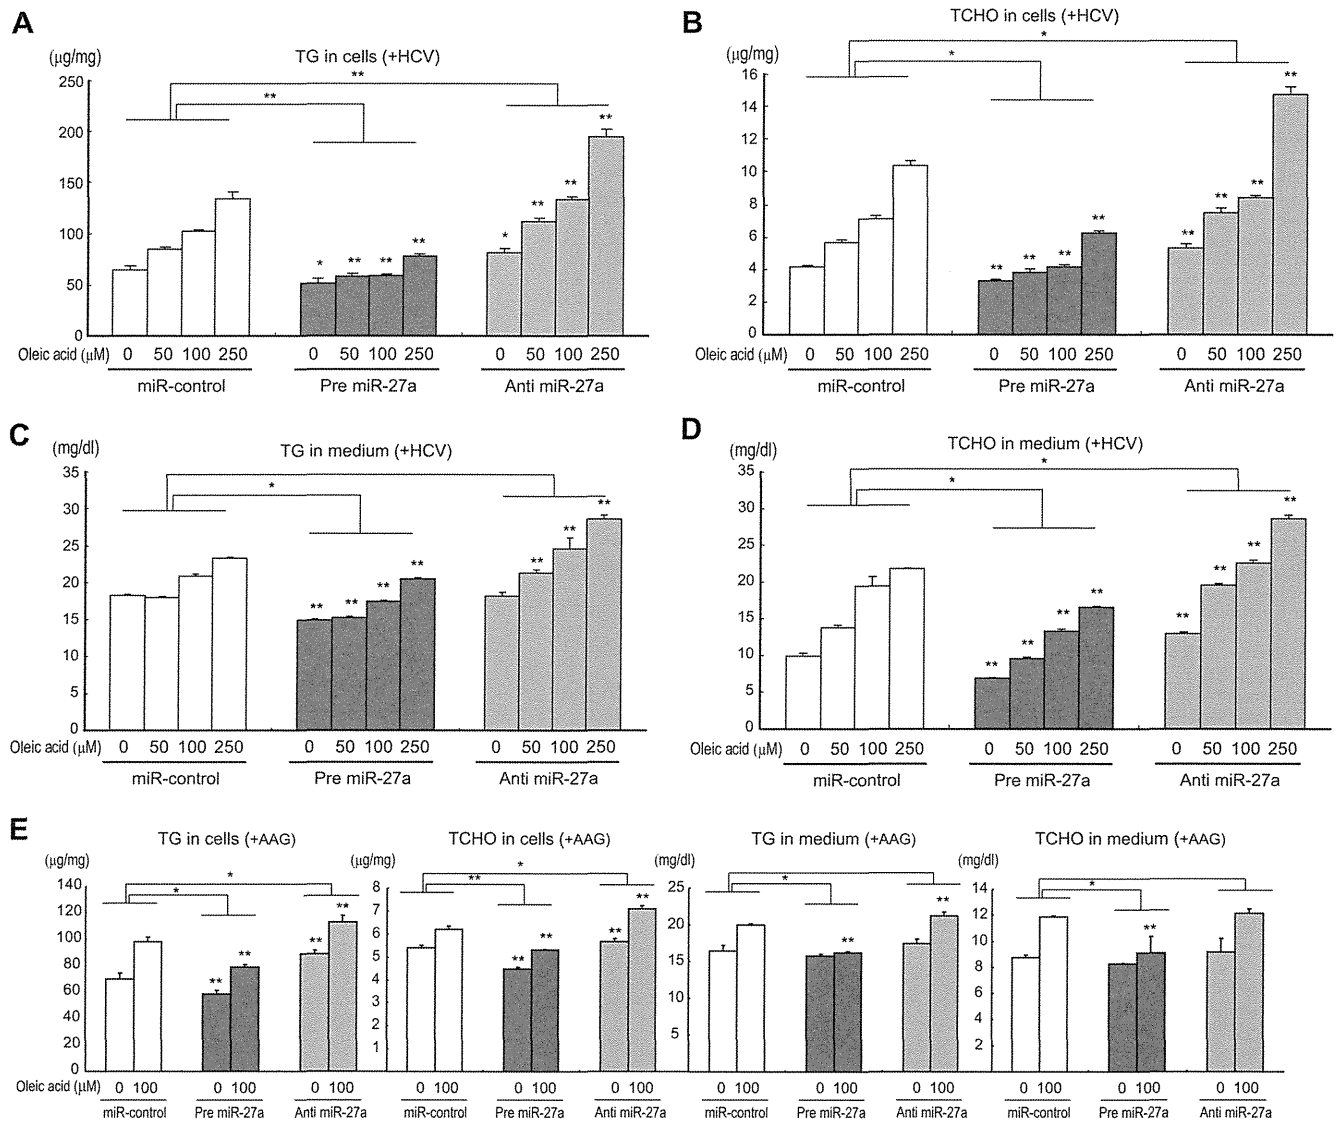 A
TG in cells (+HCV)
(μg/mg)
**
**
250
200
150
100
50
0
* ** ** **
* ** ** **
Oleic acid (μM) 0 50 100 250 0 50 100 250 0 50 100 250
miR-control Pre miR-27a Anti miR-27a
B
TCHO in cells (+HCV)
(μg/mg)
*
*
16
14
12
10
8
6
4
2
0
** ** ** **
** ** ** **
Oleic acid (μM) 0 50 100 250 0 50 100 250 0 50 100 250
miR-control Pre miR-27a Anti miR-27a
C
TG in medium (+HCV)
(mg/dl)
*
35
30
25
20
15
10
5
0
** ** ** **
** ** **
Oleic acid (μM) 0 50 100 250 0 50 100 250 0 50 100 250
miR-control Pre miR-27a Anti miR-27a
D
TCHO in medium (+HCV)
(mg/dl)
*
*
35
30
25
20
15
10
5
0
** ** ** **
** ** ** **
Oleic acid (μM) 0 50 100 250 0 50 100 250 0 50 100 250
miR-control Pre miR-27a Anti miR-27a
E
TG in cells (+AAG)
(μg/mg)
*
*
140
120
100
80
60
40
20
0
** **
** **
Oleic acid (μM) 0 100 0 100 0 100
miR-control Pre miR-27a Anti miR-27a
TCHO in cells (+AAG)
(μg/mg)
*
**
8
7
6
5
4
3
2
1
** **
** **
0 100 0 100 0 100
miR-control Pre miR-27a Anti miR-27a
TG in medium (+AAG)
(mg/dl)
*
25
20
15
10
5
**
**
0 100 0 100 0 100
miR-control Pre miR-27a Anti miR-27a
TCHO in medium (+AAG)
(mg/dl)
*
14
12
10
8
6
4
2
**
0 100 0 100 0 100
miR-control Pre miR-27a Anti miR-27a